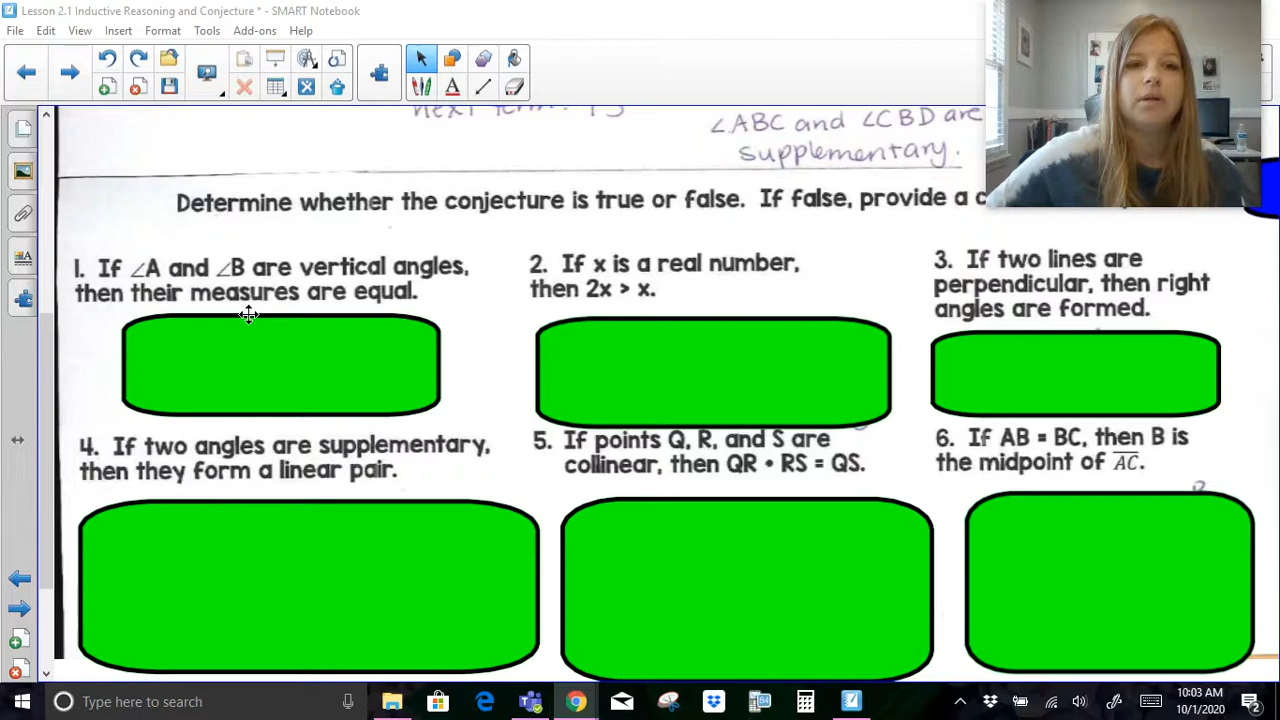 Lesson 2.1 Inductive Reasoning and Conjecture * - SMART Notebook
File Edit View Insert Format Tools Add-ons Help
∠ABC and ∠CBD are
supplementary.
Determine whether the conjecture is true or false. If false, provide a
1. If ∠A and ∠B are vertical angles,
then their measures are equal.
2. If x is a real number,
then 2x > x.
3. If two lines are
perpendicular, then right
angles are formed.
4. If two angles are supplementary,
then they form a linear pair.
5. If points Q, R, and S are
collinear, then QR • RS = QS.
6. If AB = BC, then B is
the midpoint of AC.
Type here to search
10:03 AM
10/1/2020
2